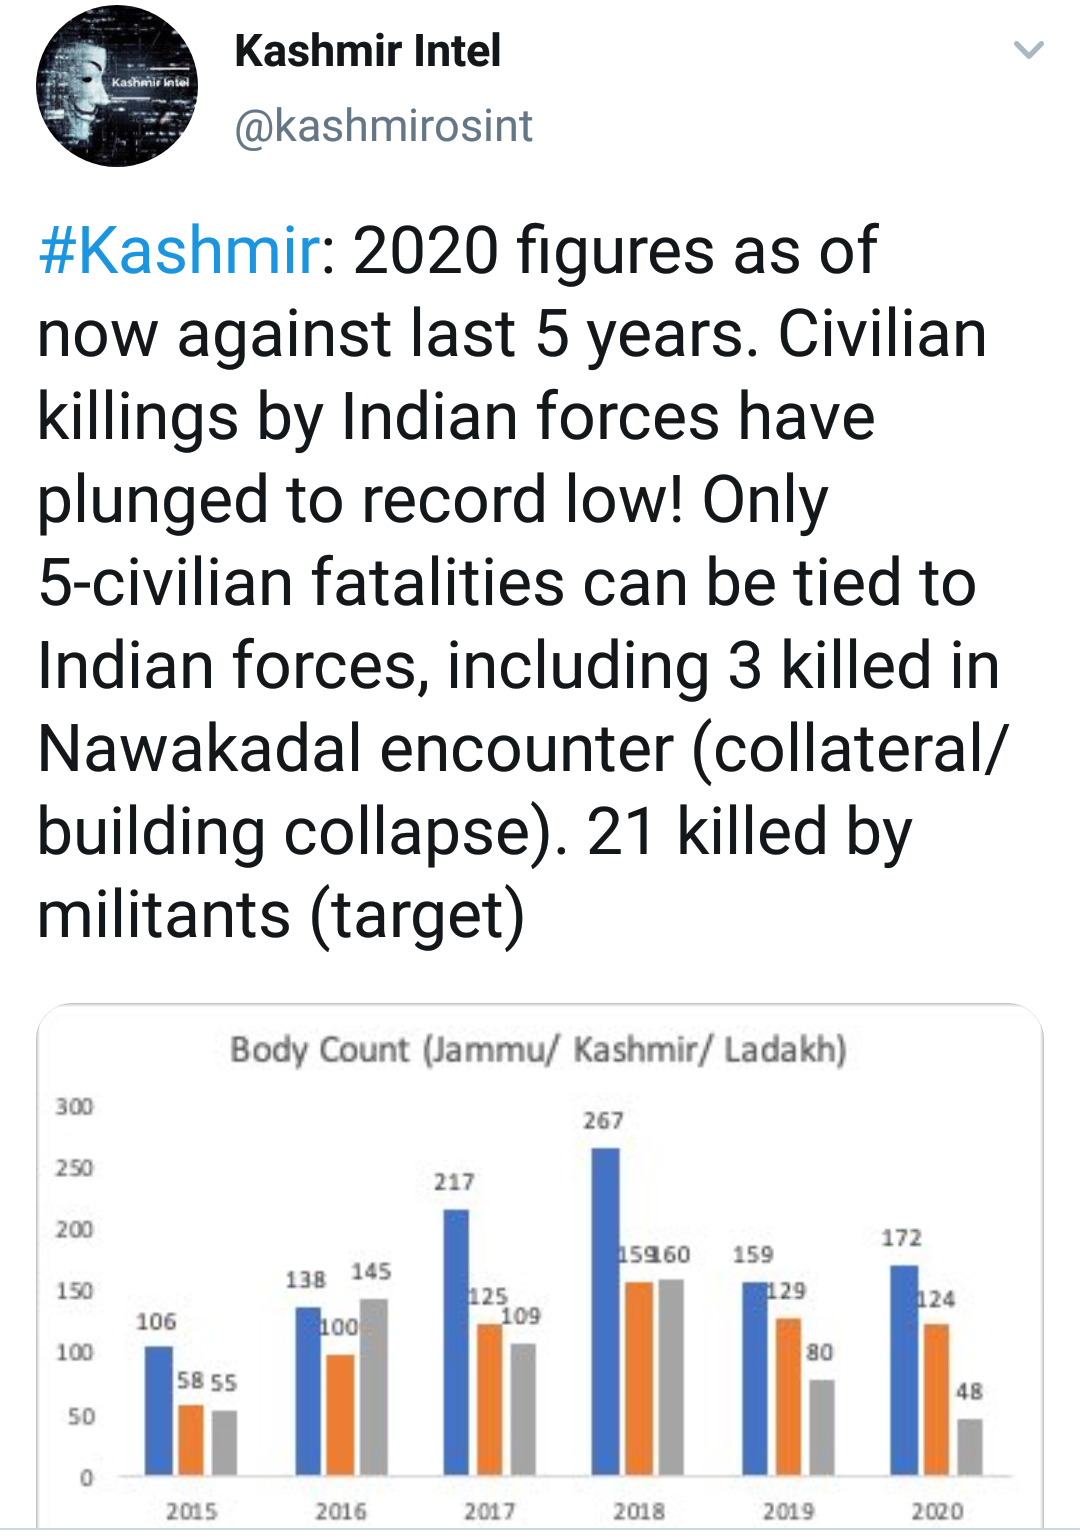 Kashmir Intel
Kashmir Intel
@kashmirosint
#Kashmir: 2020 figures as of
now against last 5 years. Civilian
killings by Indian forces have
plunged to record low! Only
5-civilian fatalities can be tied to
Indian forces, including 3 killed in
Nawakadal encounter (collateral/
building collapse). 21 killed by
militants (target)
Body Count (Jammu/ Kashmir/ Ladakh)
300
250
200
150
100
50
0
106
58
55
138
100
145
217
125
109
267
159
160
159
129
80
172
124
48
2015
2016
2017
2018
2019
2020